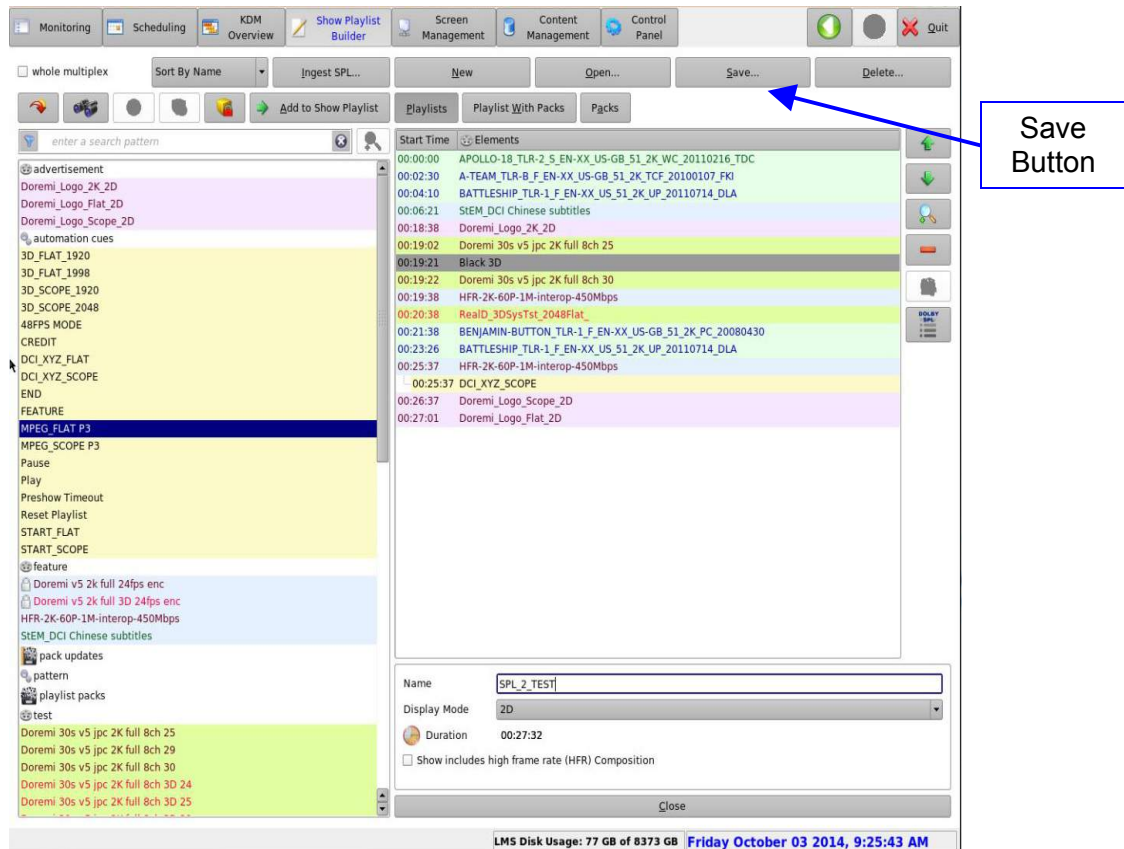 Monitoring
Scheduling
KDM Overview
Show Playlist Builder
Screen Management
Content Management
Control Panel
Quit
whole multiplex
Sort By Name
Ingest SPL...
New
Open...
Save...
Delete...
Add to Show Playlist
Playlists
Playlist With Packs
Packs
Save Button
enter a search pattern
advertisement
Doremi_Logo_2K_2D
Doremi_Logo_Flat_2D
Doremi_Logo_Scope_2D
automation cues
3D_FLAT_1920
3D_FLAT_1998
3D_SCOPE_1920
3D_SCOPE_2048
48FPS MODE
CREDIT
DCI_XYZ_FLAT
DCI_XYZ_SCOPE
END
FEATURE
MPEG_FLAT P3
MPEG_SCOPE P3
Pause
Play
Preshow Timeout
Reset Playlist
START_FLAT
START_SCOPE
feature
Doremi v5 2k full 24fps enc
Doremi v5 2k full 3D 24fps enc
HFR-2K-60P-1M-interop-450Mbps
StEM_DCI Chinese subtitles
pack updates
pattern
playlist packs
test
Doremi 30s v5 jpc 2K full 8ch 25
Doremi 30s v5 jpc 2K full 8ch 29
Doremi 30s v5 jpc 2K full 8ch 30
Doremi 30s v5 jpc 2K full 8ch 3D 24
Doremi 30s v5 jpc 2K full 8ch 3D 25
Start Time Elements
00:00:00 APOLLO-18_TLR-2_S_EN-XX_US-GB_51_2K_WC_20110216_TDC
00:02:30 A-TEAM_TLR-B_F_EN-XX_US-GB_51_2K_TCF_20100107_FKI
00:04:10 BATTLESHIP_TLR-1_F_EN-XX_US_51_2K_UP_20110714_DLA
00:06:21 StEM_DCI Chinese subtitles
00:18:38 Doremi_Logo_2K_2D
00:19:02 Doremi 30s v5 jpc 2K full 8ch 25
00:19:21 Black 3D
00:19:22 Doremi 30s v5 jpc 2K full 8ch 30
00:19:38 HFR-2K-60P-1M-interop-450Mbps
00:20:38 RealD_3DSysTst_2048Flat_
00:21:38 BENJAMIN-BUTTON_TLR-1_F_EN-XX_US-GB_51_2K_PC_20080430
00:23:26 BATTLESHIP_TLR-1_F_EN-XX_US_51_2K_UP_20110714_DLA
00:25:37 HFR-2K-60P-1M-interop-450Mbps
00:25:37 DCI_XYZ_SCOPE
00:26:37 Doremi_Logo_Scope_2D
00:27:01 Doremi_Logo_Flat_2D
DOLBY
SPL
Name SPL_2_TEST
Display Mode 2D
Duration 00:27:32
Show includes high frame rate (HFR) Composition
Close
LMS Disk Usage: 77 GB of 8373 GB Friday October 03 2014, 9:25:43 AM